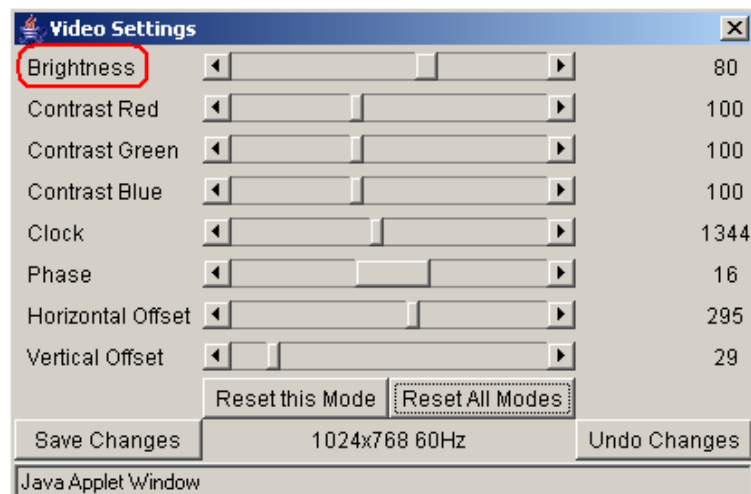 Video Settings
Brightness 80
Contrast Red 100
Contrast Green 100
Contrast Blue 100
Clock 1344
Phase 16
Horizontal Offset 295
Vertical Offset 29
Reset this Mode Reset All Modes
Save Changes 1024x768 60Hz Undo Changes
Java Applet Window